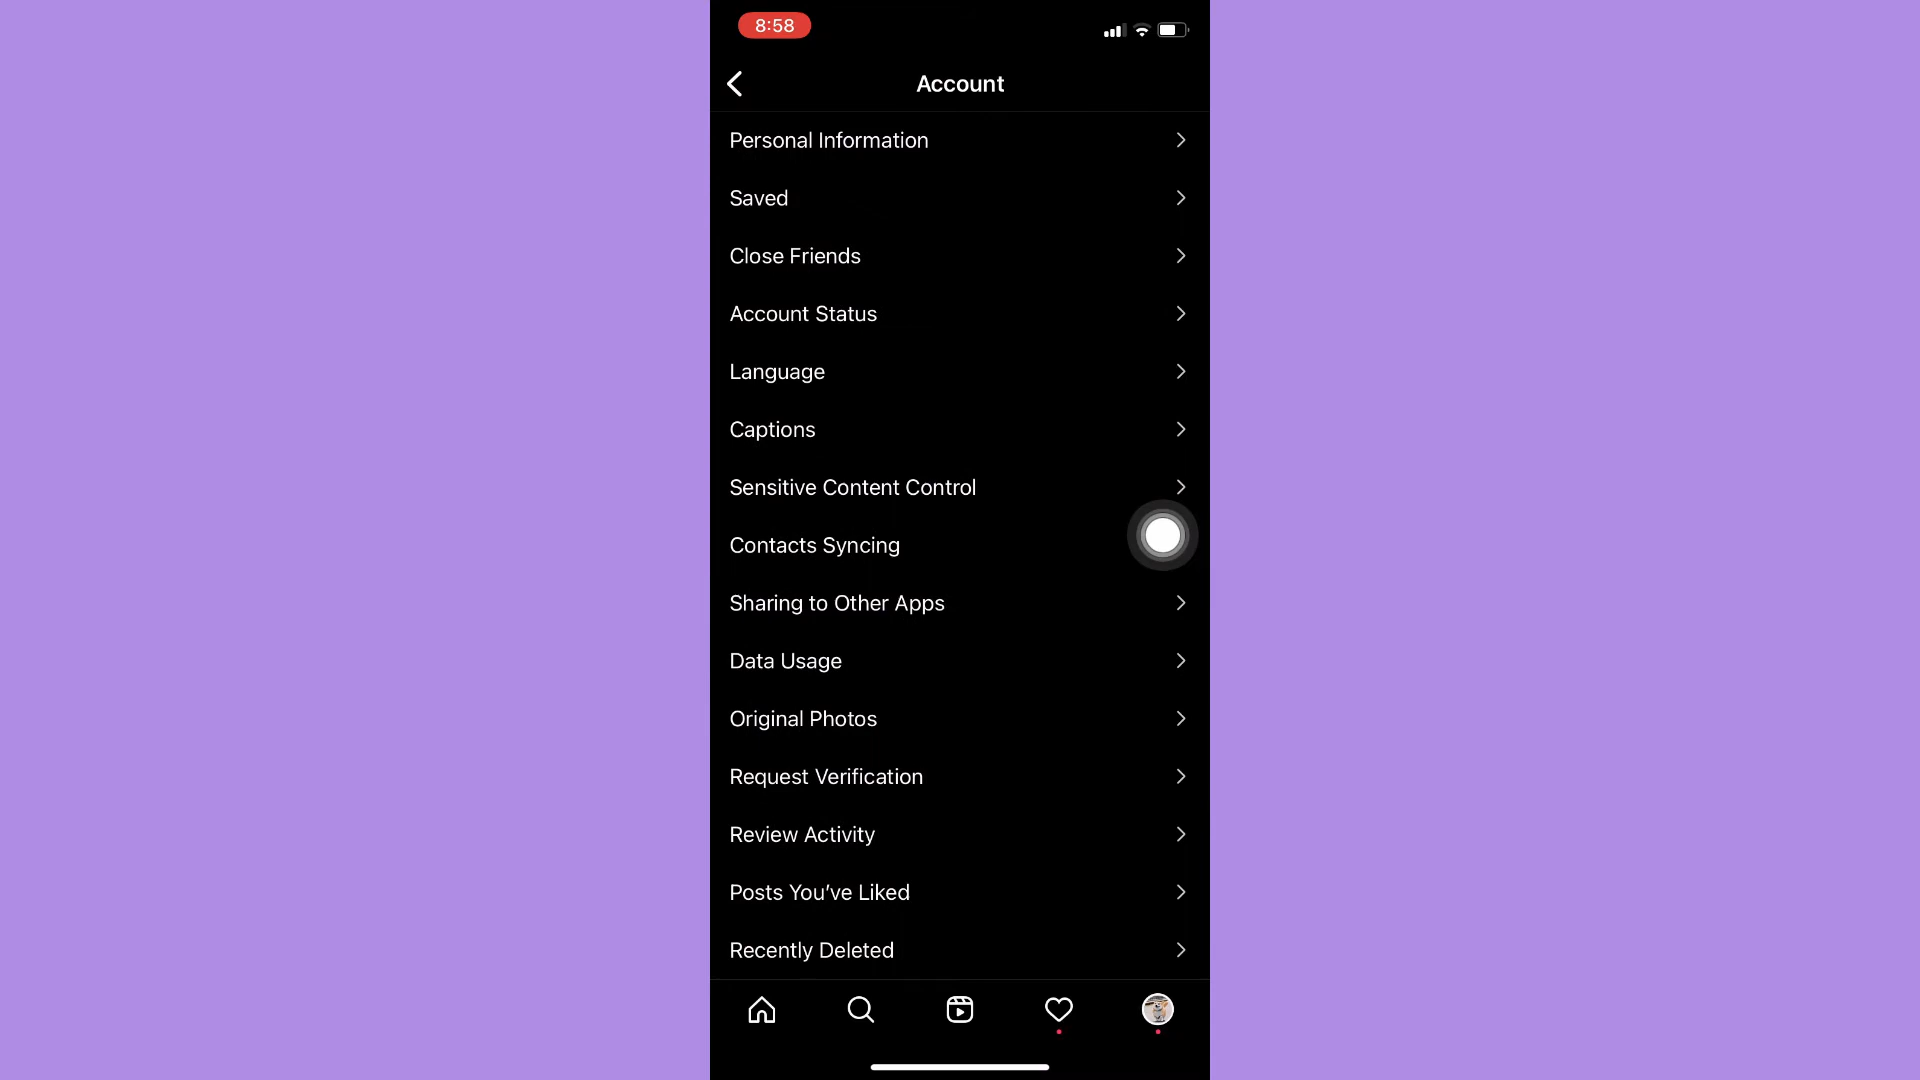 8:58
Account
Personal Information
Saved
Close Friends
Account Status
Language
Captions
Sensitive Content Control
Contacts Syncing
Sharing to Other Apps
Data Usage
Original Photos
Request Verification
Review Activity
Posts You’ve Liked
Recently Deleted